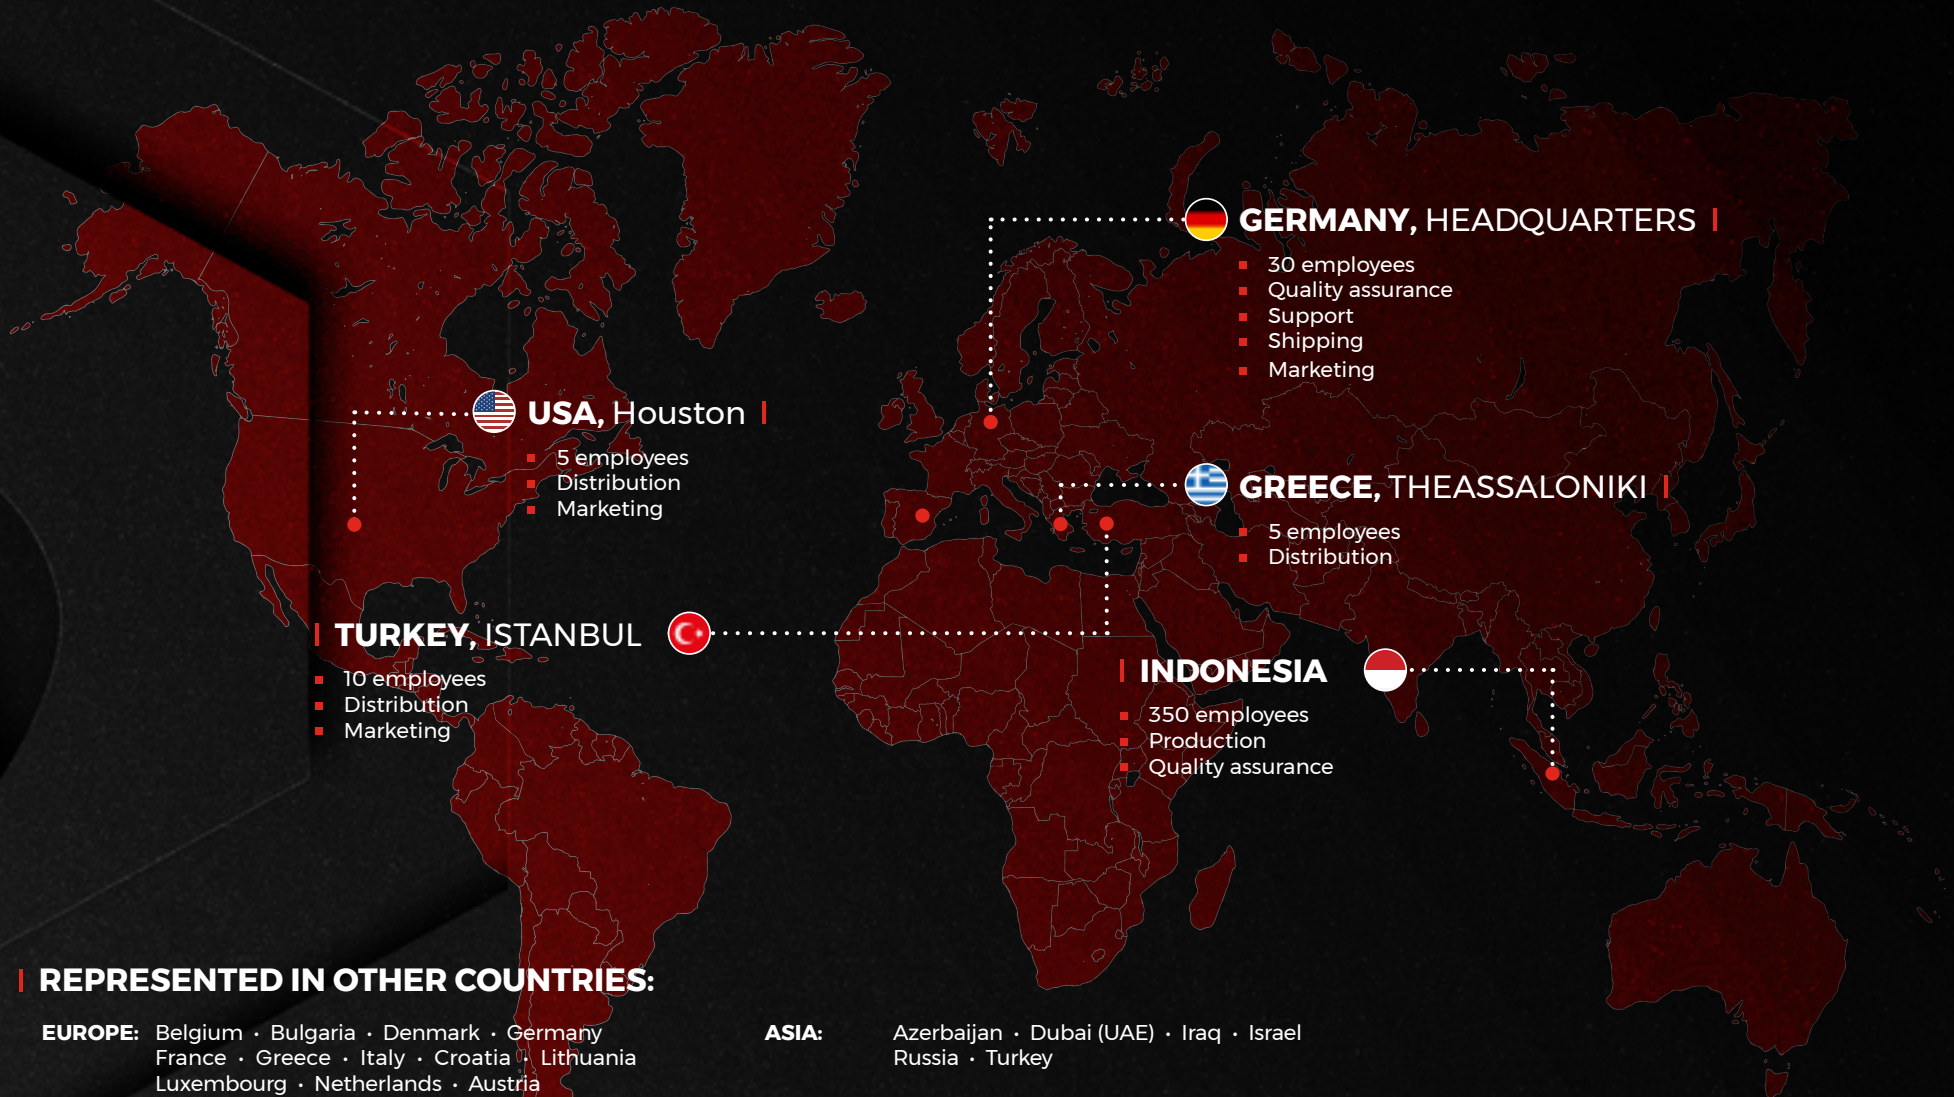 GERMANY, HEADQUARTERS
30 employees
Quality assurance
Support
Shipping
Marketing
USA, Houston
5 employees
Distribution
Marketing
GREECE, THEASSALONIKI
5 employees
Distribution
TURKEY, ISTANBUL
10 employees
Distribution
Marketing
INDONESIA
350 employees
Production
Quality assurance
REPRESENTED IN OTHER COUNTRIES:
EUROPE: Belgium • Bulgaria • Denmark • Germany
France • Greece • Italy • Croatia • Lithuania
Luxembourg • Netherlands • Austria
ASIA: Azerbaijan • Dubai (UAE) • Iraq • Israel
Russia • Turkey